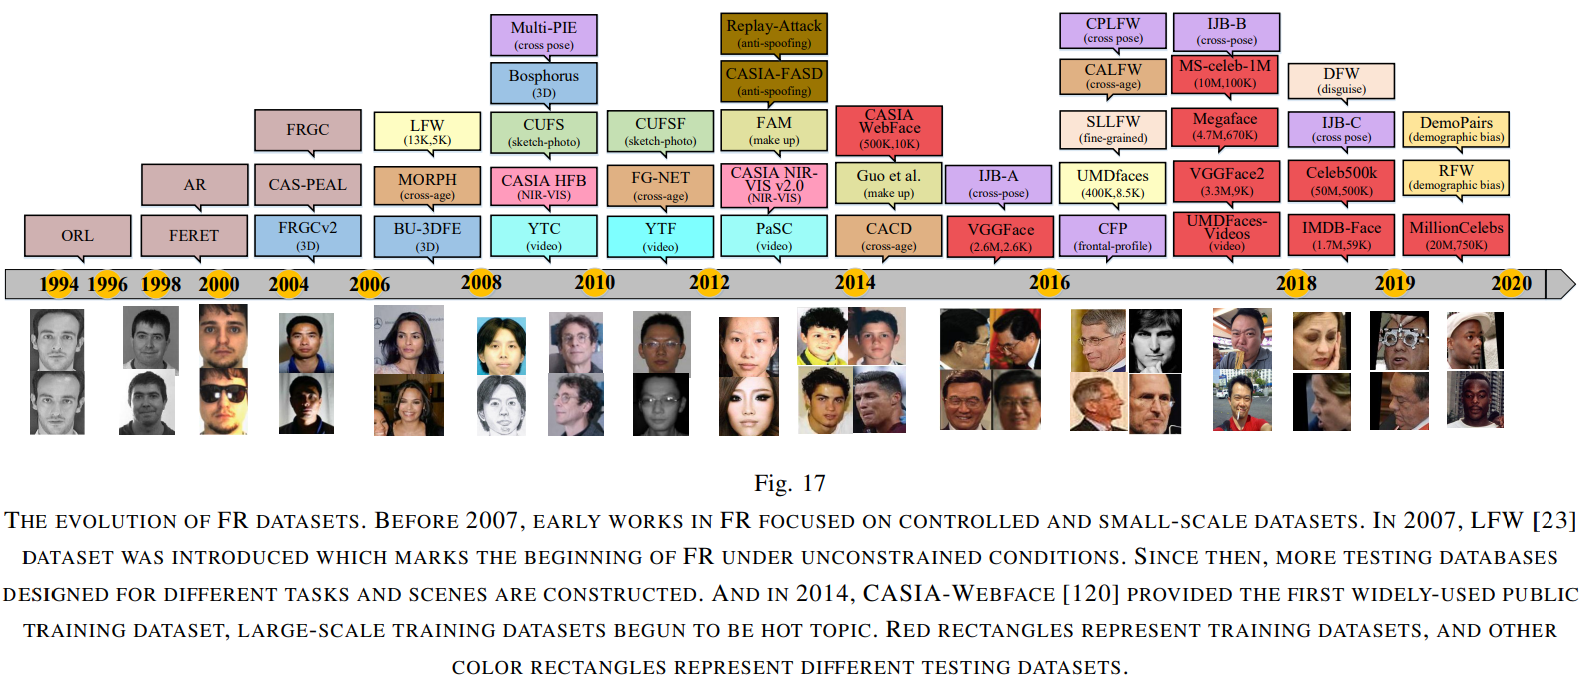 Multi-PIE
(cross pose)
Replay-Attack
(anti-spoofing)
CPLFW
(cross pose)
IJB-B
(cross-pose)
Bosphorus
(3D)
CASIA-FASD
(anti-spoofing)
CALFW
(cross-age)
MS-celeb-1M
(10M,100K)
DFW
(disguise)
FRGC
LFW
(13K,5K)
CUFS
(sketch-photo)
CUFSF
(sketch-photo)
FAM
(make up)
CASIA
WebFace
(500K,10K)
SLLFW
(fine-grained)
Megaface
(4.7M,670K)
IJB-C
(cross pose)
DemoPairs
(demographic bias)
AR
CAS-PEAL
MORPH
(cross-age)
CASIA HFB
(NIR-VIS)
FG-NET
(cross-age)
CASIA NIR-
VIS v2.0
(NIR-VIS)
Guo et al.
(make up)
IJB-A
(cross-pose)
UMDfaces
(400K,8.5K)
VGGFace2
(3.3M,9K)
Celeb500k
(50M,500K)
RFW
(demographic bias)
ORL
FERET
FRGCv2
(3D)
BU-3DFE
(3D)
YTC
(video)
YTF
(video)
PaSC
(video)
CACD
(cross-age)
VGGFace
(2.6M,2.6K)
CFP
(frontal-profile)
UMDFaces-
Videos
(video)
IMDB-Face
(1.7M,59K)
MillionCelebs
(20M,750K)
1994 1996 1998 2000 2004 2006 2008 2010 2012 2014 2016 2018 2019 2020
Fig. 17
THE EVOLUTION OF FR DATASETS. BEFORE 2007, EARLY WORKS IN FR FOCUSED ON CONTROLLED AND SMALL-SCALE DATASETS. IN 2007, LFW [23]
DATASET WAS INTRODUCED WHICH MARKS THE BEGINNING OF FR UNDER UNCONSTRAINED CONDITIONS. SINCE THEN, MORE TESTING DATABASES
DESIGNED FOR DIFFERENT TASKS AND SCENES ARE CONSTRUCTED. AND IN 2014, CASIA-WEBFACE [120] PROVIDED THE FIRST WIDELY-USED PUBLIC
TRAINING DATASET, LARGE-SCALE TRAINING DATASETS BEGUN TO BE HOT TOPIC. RED RECTANGLES REPRESENT TRAINING DATASETS, AND OTHER
COLOR RECTANGLES REPRESENT DIFFERENT TESTING DATASETS.